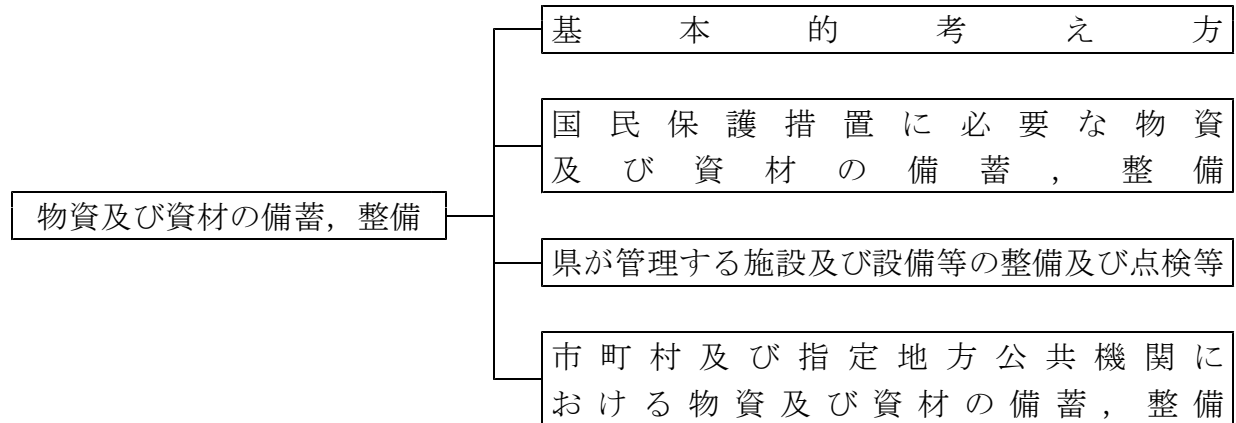 基本的考え方
国民保護措置に必要な物資
及び資材の備蓄，整備
物資及び資材の備蓄，整備
県が管理する施設及び設備等の整備及び点検等
市町村及び指定地方公共機関に
おける物資及び資材の備蓄，整備